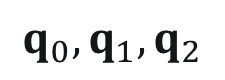 𝐪₀, 𝐪₁, 𝐪₂